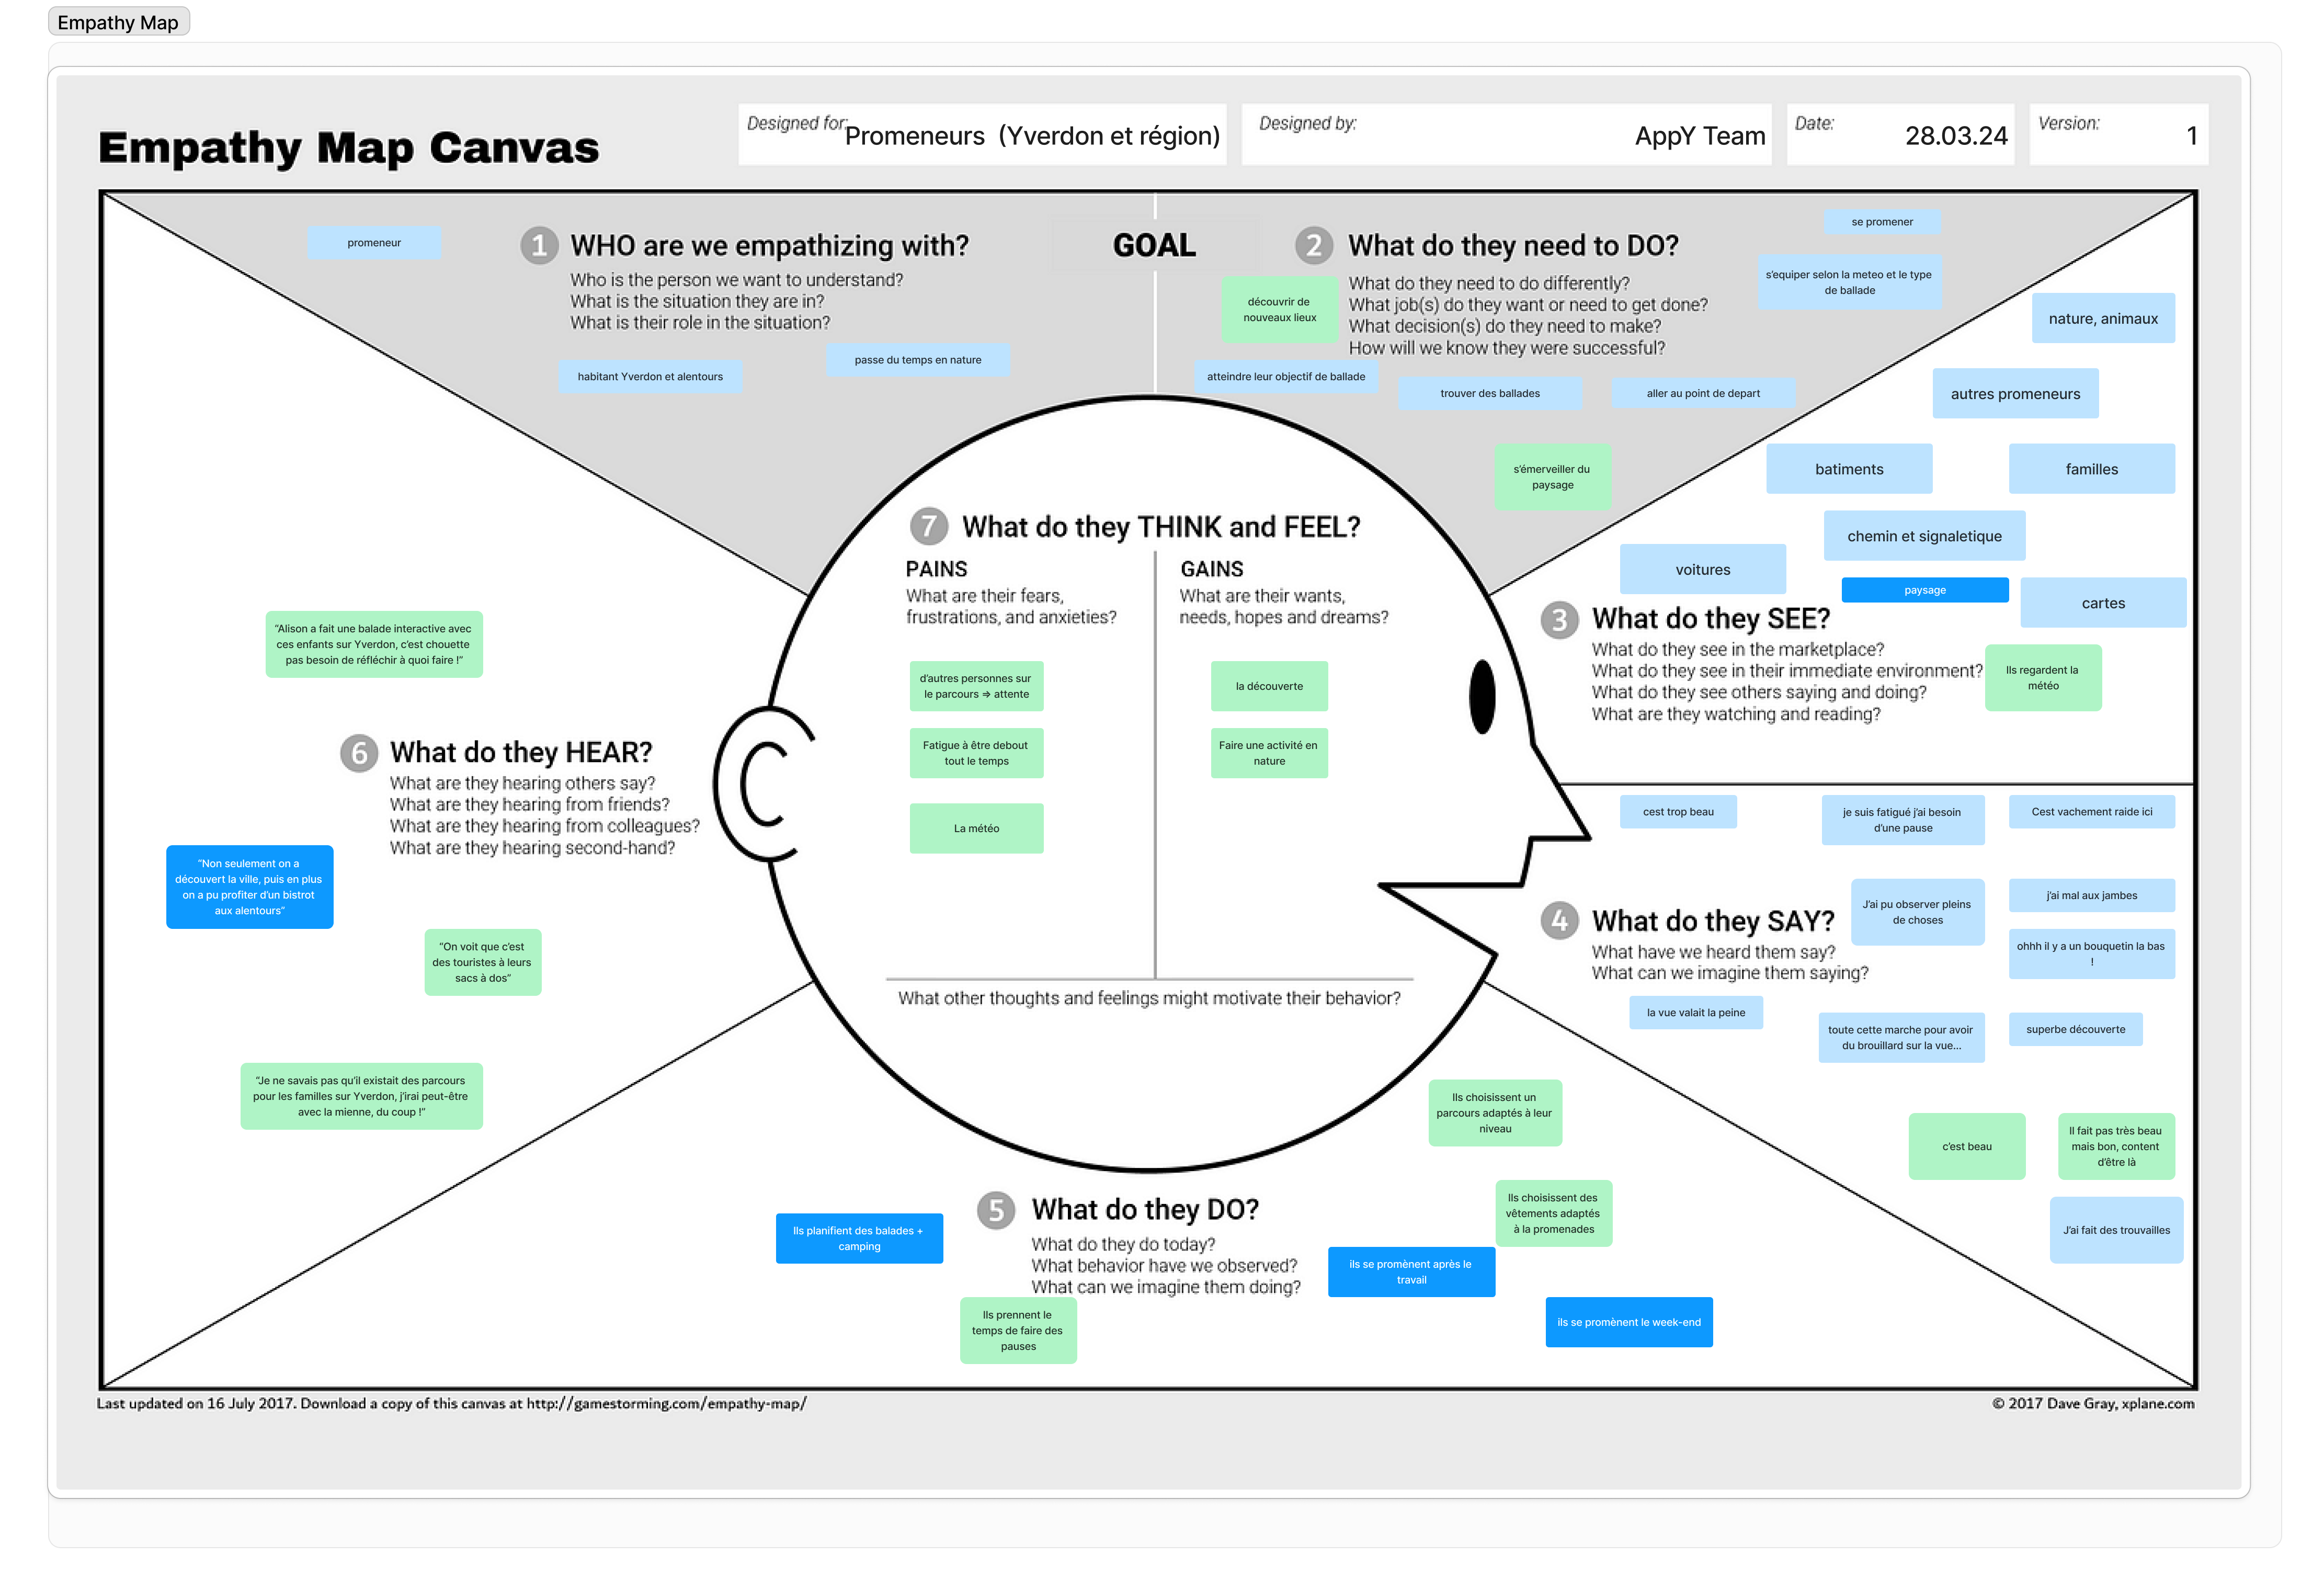 Empathy Map
Empathy Map Canvas
Designed for:
Promeneurs (Yverdon et région)
Designed by:
AppY Team
Date:
28.03.24
Version:
1
promeneur
1 WHO are we empathizing with?
Who is the person we want to understand?
What is the situation they are in?
What is their role in the situation?
habitant Yverdon et alentours
passe du temps en nature
GOAL
2 What do they need to DO?
What do they need to do differently?
What job(s) do they want or need to get done?
What decision(s) do they need to make?
How will we know they were successful?
se promener
s'equiper selon la meteo et le type
de ballade
découvrir de
nouveaux lieux
atteindre leur objectif de ballade
trouver des ballades
aller au point de depart
s'émerveiller du
paysage
nature, animaux
autres promeneurs
batiments
familles
chemin et signaletique
voitures
paysage
cartes
3 What do they SEE?
What do they see in the marketplace?
What do they see in their immediate environment?
What do they see others saying and doing?
What are they watching and reading?
Ils regardent la
météo
cest trop beau
je suis fatigué j'ai besoin
d'une pause
Cest vachement raide ici
4 What do they SAY?
What have we heard them say?
What can we imagine them saying?
J'ai pu observer pleins
de choses
j'ai mal aux jambes
ohhh il y a un bouquetin la bas
!
la vue valait la peine
toute cette marche pour avoir
du brouillard sur la vue...
superbe découverte
c'est beau
Il fait pas très beau
mais bon, content
d'être là
J'ai fait des trouvailles
Ils choisissent un
parcours adaptés à leur
niveau
Ils choisissent des
vêtements adaptés
à la promenades
5 What do they DO?
What do they do today?
What behavior have we observed?
What can we imagine them doing?
Ils planifient des balades +
camping
ils se promènent après le
travail
ils se promènent le week-end
Ils prennent le
temps de faire des
pauses
"Alison a fait une balade interactive avec
ces enfants sur Yverdon, c'est chouette
pas besoin de réfléchir à quoi faire !"
6 What do they HEAR?
What are they hearing others say?
What are they hearing from friends?
What are they hearing from colleagues?
What are they hearing second-hand?
"Non seulement on a
découvert la ville, puis en plus
on a pu profiter d'un bistrot
aux alentours"
"On voit que c'est
des touristes à leurs
sacs à dos"
"Je ne savais pas qu'il existait des parcours
pour les familles sur Yverdon, j'irai peut-être
avec la mienne, du coup !"
7 What do they THINK and FEEL?
PAINS
What are their fears,
frustrations, and anxieties?
d'autres personnes sur
le parcours => attente
Fatigue à être debout
tout le temps
La météo
GAINS
What are their wants,
needs, hopes and dreams?
la découverte
Faire une activité en
nature
What other thoughts and feelings might motivate their behavior?
Last updated on 16 July 2017. Download a copy of this canvas at http://gamestorming.com/empathy-map/
© 2017 Dave Gray, xplane.com